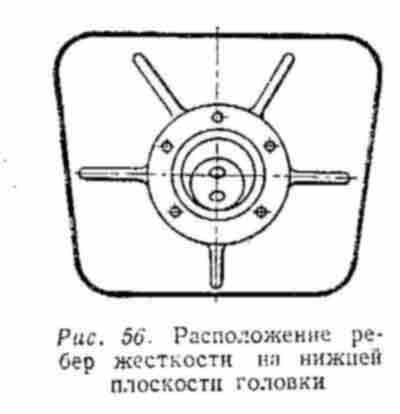 Рис. 56. Расположение ре-
бер жесткости на нижней
плоскости головки